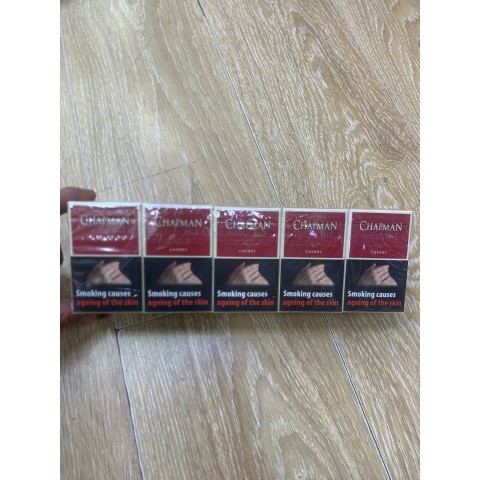 CHAPMAN
Smoking causes
ageing of the skin
CHAPMAN
CHERRY
Smoking causes
ageing of the skin
CHAPMAN
CHERRY
Smoking causes
ageing of the skin
CHAPMAN
CHERRY
Smoking causes
ageing of the skin
CHAPMAN
CHERRY
Smoking causes
ageing of the skin